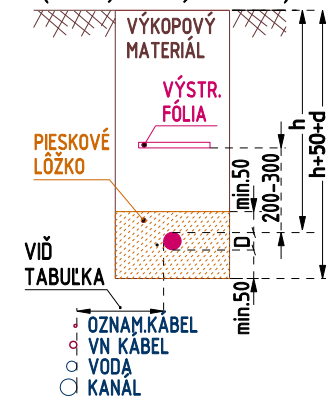 VÝKOPOVÝ
MATERIÁL
VÝSTR.
FÓLIA
PIESKOVÉ
LÔŽKO
min.50
200-300
h
h+50+d
D
min.50
VIĎ
TABUĽKA
OZNAM.KÁBEL
VN KÁBEL
VODA
KANÁL